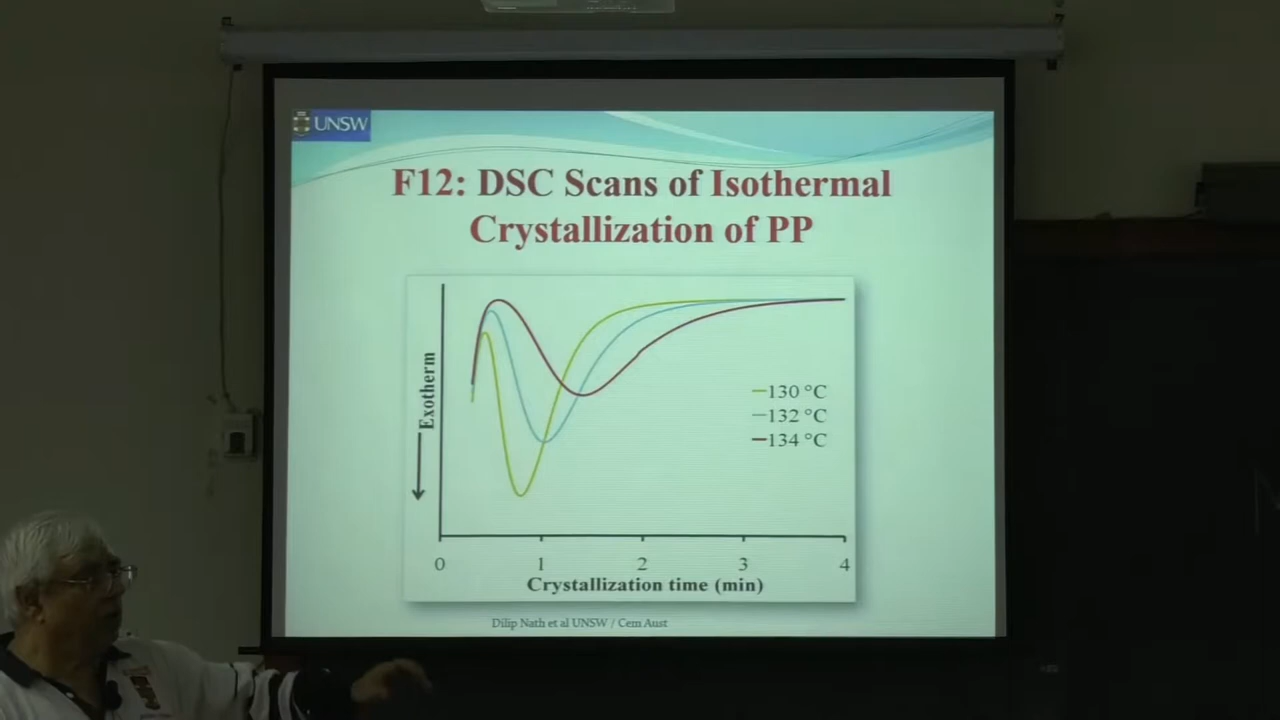 UNSW
F12: DSC Scans of Isothermal
Crystallization of PP
Exotherm
130 °C
132 °C
134 °C
0 1 2 3 4
Crystallization time (min)
Dilip Nath et al UNSW / Cem Aust